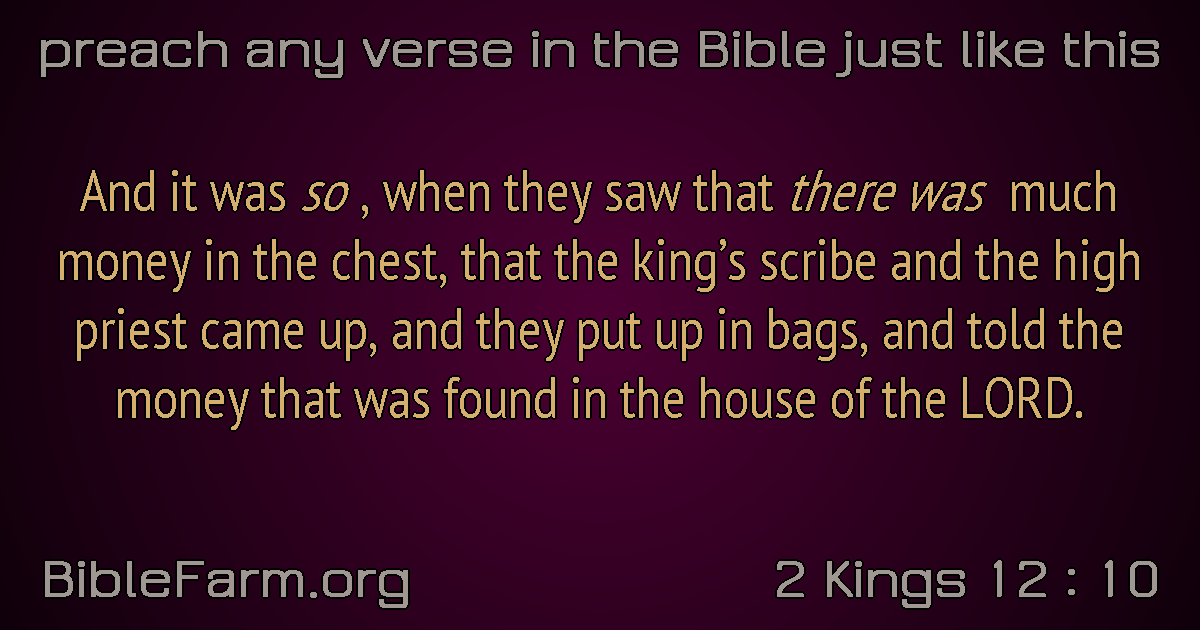 preach any verse in the Bible just like this
And it was so , when they saw that there was much
money in the chest, that the king’s scribe and the high
priest came up, and they put up in bags, and told the
money that was found in the house of the LORD.
BibleFarm.org
2 Kings 12 : 10